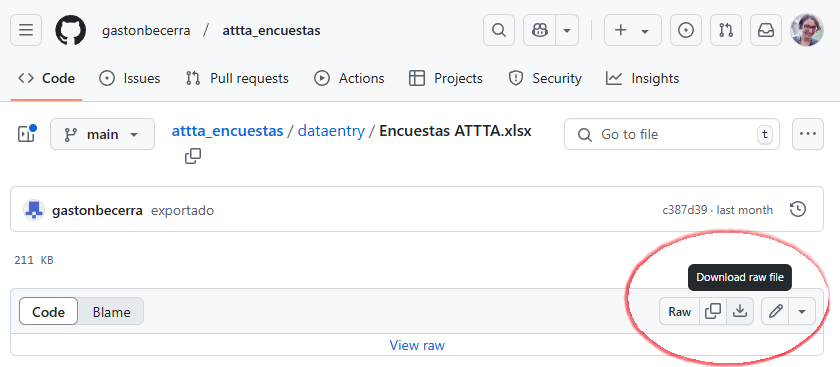 gastonbecerra / attta_encuestas
Code Issues Pull requests Actions Projects Security Insights
main attta_encuestas / dataentry / Encuestas ATTTA.xlsx Go to file t
gastonbecerra exportado c387d39 · last month
211 KB
Download raw file
Code Blame Raw
View raw